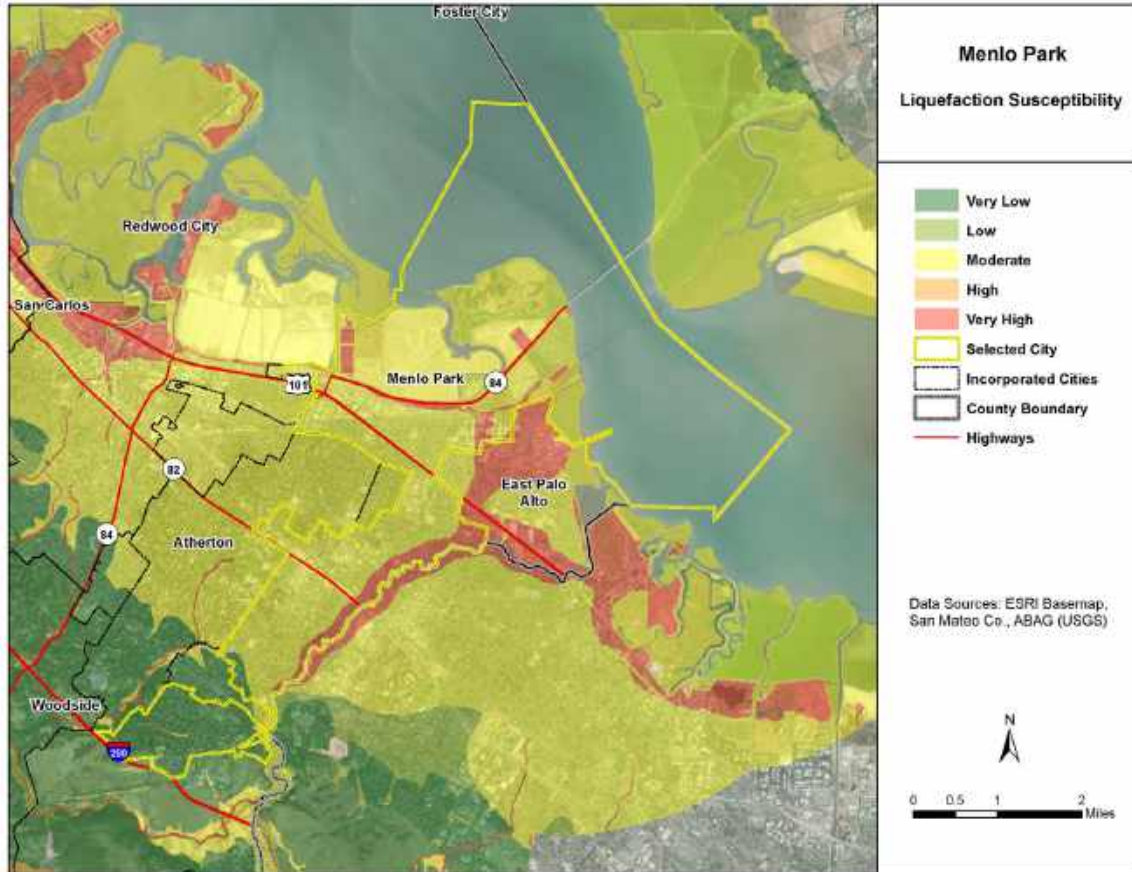 Foster City
Redwood City
San Carlos
101
Menlo Park
84
82
East Palo
Alto
84
Atherton
Woodside
280
Menlo Park
Liquefaction Susceptibility
Very Low
Low
Moderate
High
Very High
Selected City
Incorporated Cities
County Boundary
Highways
Data Sources: ESRI Basemap,
San Mateo Co., ABAG (USGS)
N
0 0.5 1 2
Miles